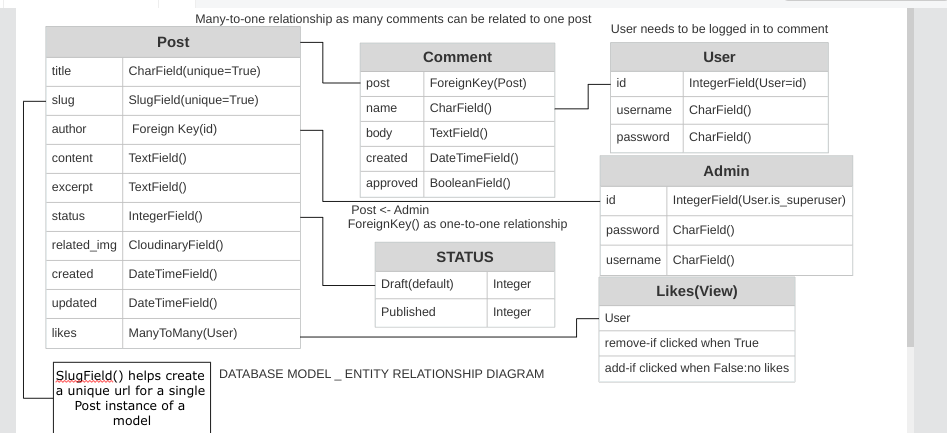 Many-to-one relationship as many comments can be related to one post
Post
title CharField(unique=True)
slug SlugField(unique=True)
author Foreign Key(id)
content TextField()
excerpt TextField()
status IntegerField()
related_img CloudinaryField()
created DateTimeField()
updated DateTimeField()
likes ManyToMany(User)
Comment
post ForeignKey(Post)
name CharField()
body TextField()
created DateTimeField()
approved BooleanField()
User needs to be logged in to comment
User
id IntegerField(User=id)
username CharField()
password CharField()
Admin
id IntegerField(User.is_superuser)
password CharField()
username CharField()
Post <- Admin
ForeignKey() as one-to-one relationship
STATUS
Draft(default) Integer
Published Integer
Likes(View)
User
remove-if clicked when True
add-if clicked when False:no likes
SlugField() helps create
a unique url for a single
Post instance of a
model
DATABASE MODEL _ ENTITY RELATIONSHIP DIAGRAM